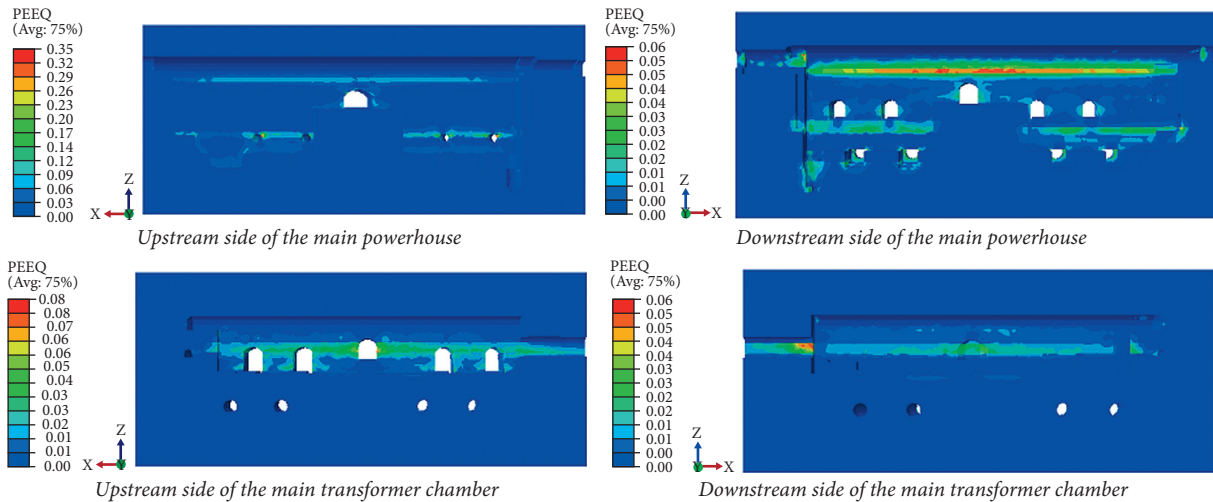 PEEQ
(Avg: 75%)
0.35
0.32
0.29
0.26
0.23
0.20
0.17
0.14
0.12
0.09
0.06
0.03
0.00
Z
X
Y
Upstream side of the main powerhouse
PEEQ
(Avg: 75%)
0.06
0.05
0.05
0.04
0.04
0.03
0.03
0.02
0.02
0.01
0.01
0.00
0.00
Z
Y
X
Downstream side of the main powerhouse
PEEQ
(Avg: 75%)
0.08
0.08
0.07
0.06
0.06
0.05
0.04
0.03
0.03
0.02
0.01
0.01
0.00
Z
X
Y
Upstream side of the main transformer chamber
PEEQ
(Avg: 75%)
0.06
0.06
0.05
0.05
0.04
0.04
0.03
0.02
0.02
0.01
0.01
0.00
0.00
Z
Y
X
Downstream side of the main transformer chamber